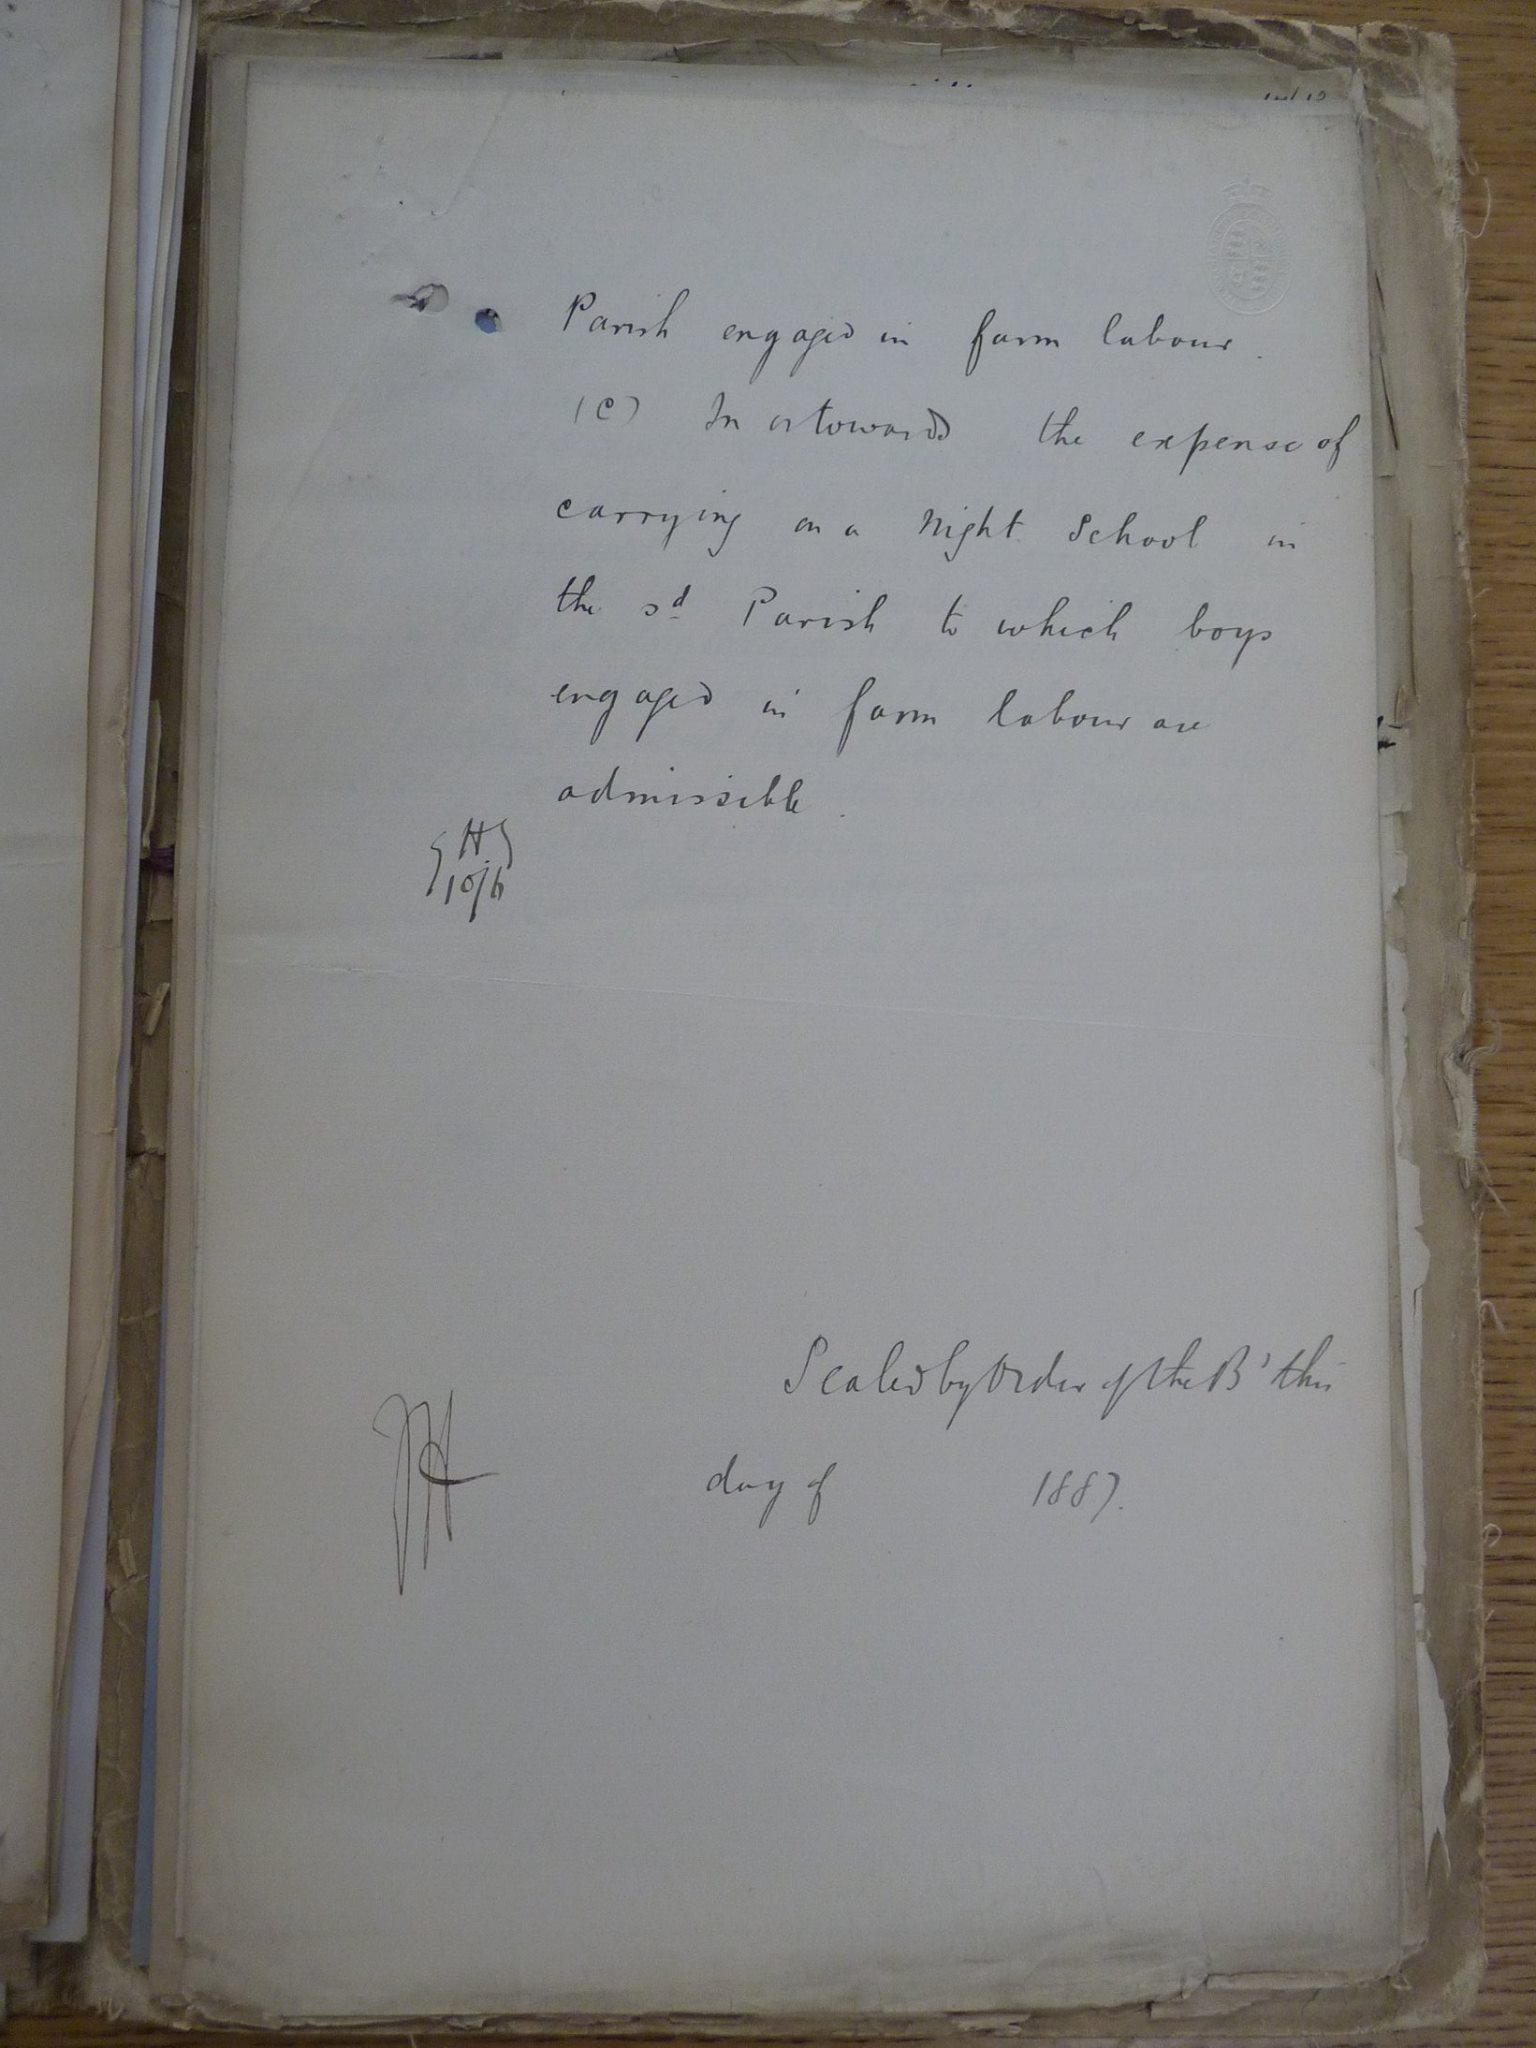 Parish engaged in farm labour.
(c) In or towards the expense of
carrying on a Night School in
the sd Parish to which boys
engaged in farm labour are
admissible.
10/6
Sealed by Order of the B' this
day of 1887.